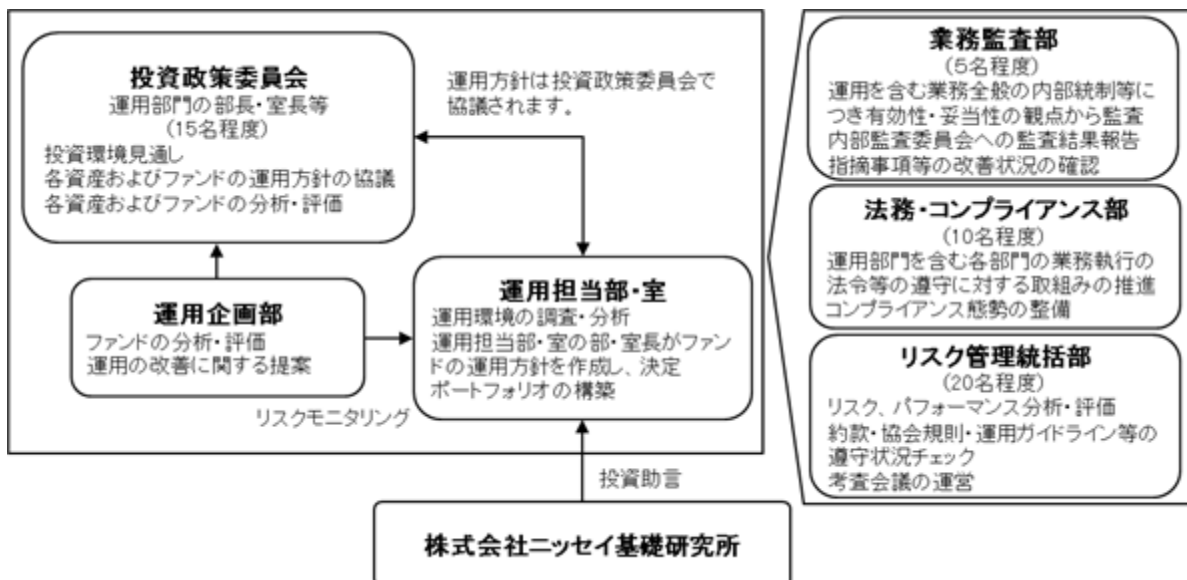 投資政策委員会
運用部門の部長・室長等
(15名程度)
投資環境見通し
各資産およびファンドの運用方針の協議
各資産およびファンドの分析・評価
運用方針は投資政策委員会で
協議されます。
運用企画部
ファンドの分析・評価
運用の改善に関する提案
運用担当部・室
運用環境の調査・分析
運用担当部・室の部・室長がファン
ドの運用方針を作成し、決定
ポートフォリオの構築
リスクモニタリング
投資助言
株式会社ニッセイ基礎研究所
業務監査部
(5名程度)
運用を含む業務全般の内部統制等に
つき有効性・妥当性の観点から監査
内部監査委員会への監査結果報告
指摘事項等の改善状況の確認
法務・コンプライアンス部
(10名程度)
運用部門を含む各部門の業務執行の
法令等の遵守に対する取組みの推進
コンプライアンス態勢の整備
リスク管理統括部
(20名程度)
リスク、パフォーマンス分析・評価
約款・協会規則・運用ガイドライン等の
遵守状況チェック
考査会議の運営